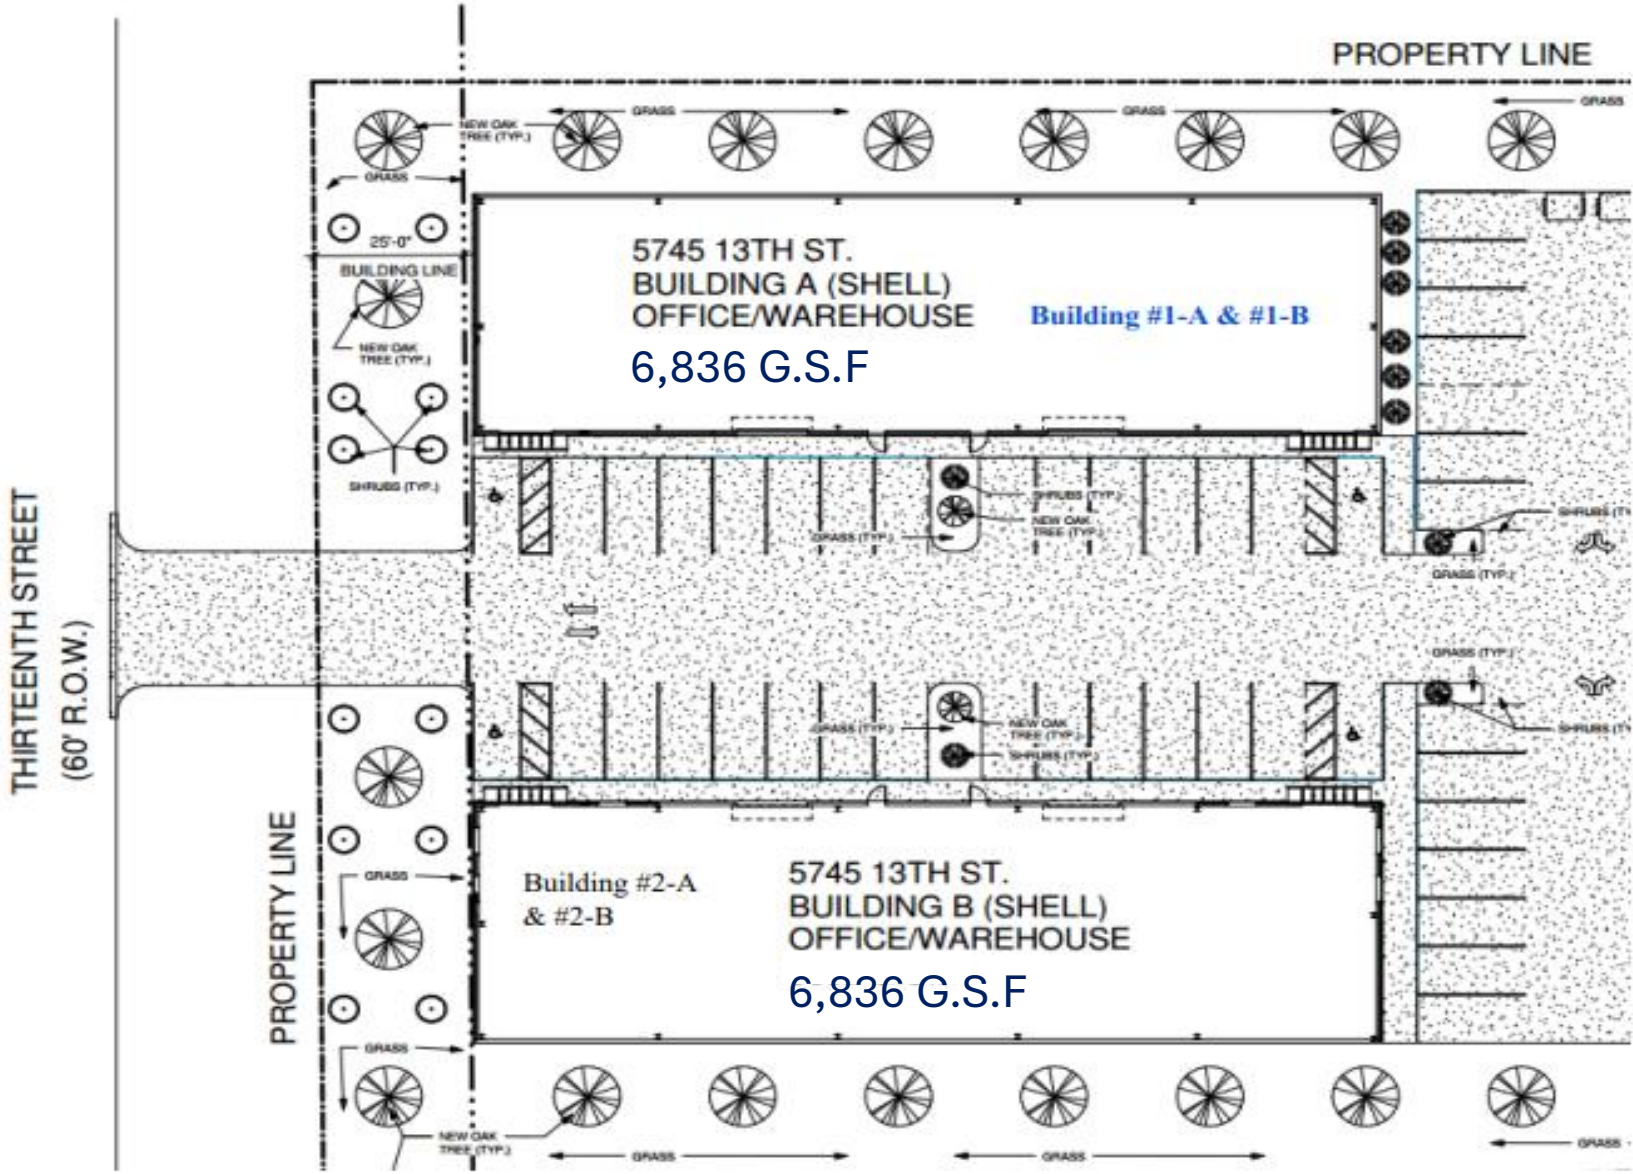 PROPERTY LINE
GRASS
GRASS
GRASS
NEW OAK
TREE (TYP.)
GRASS
25'-0"
BUILDING LINE
NEW OAK
TREE (TYP.)
SHRUBS (TYP.)
5745 13TH ST.
BUILDING A (SHELL)
OFFICE/WAREHOUSE
6,836 G.S.F
Building #1-A & #1-B
SHRUBS (TYP.)
NEW OAK
TREE (TYP.)
GRASS (TYP.)
SHRUBS (TY
GRASS (TYP.)
THIRTEENTH STREET
(60' R.O.W.)
GRASS (TYP.)
SHRUBS (TY
GRASS (TYP.)
NEW OAK
TREE (TYP.)
SHRUBS (TYP.)
PROPERTY LINE
GRASS
Building #2-A
& #2-B
5745 13TH ST.
BUILDING B (SHELL)
OFFICE/WAREHOUSE
6,836 G.S.F
GRASS
NEW OAK
TREE (TYP.)
GRASS
GRASS
GRASS